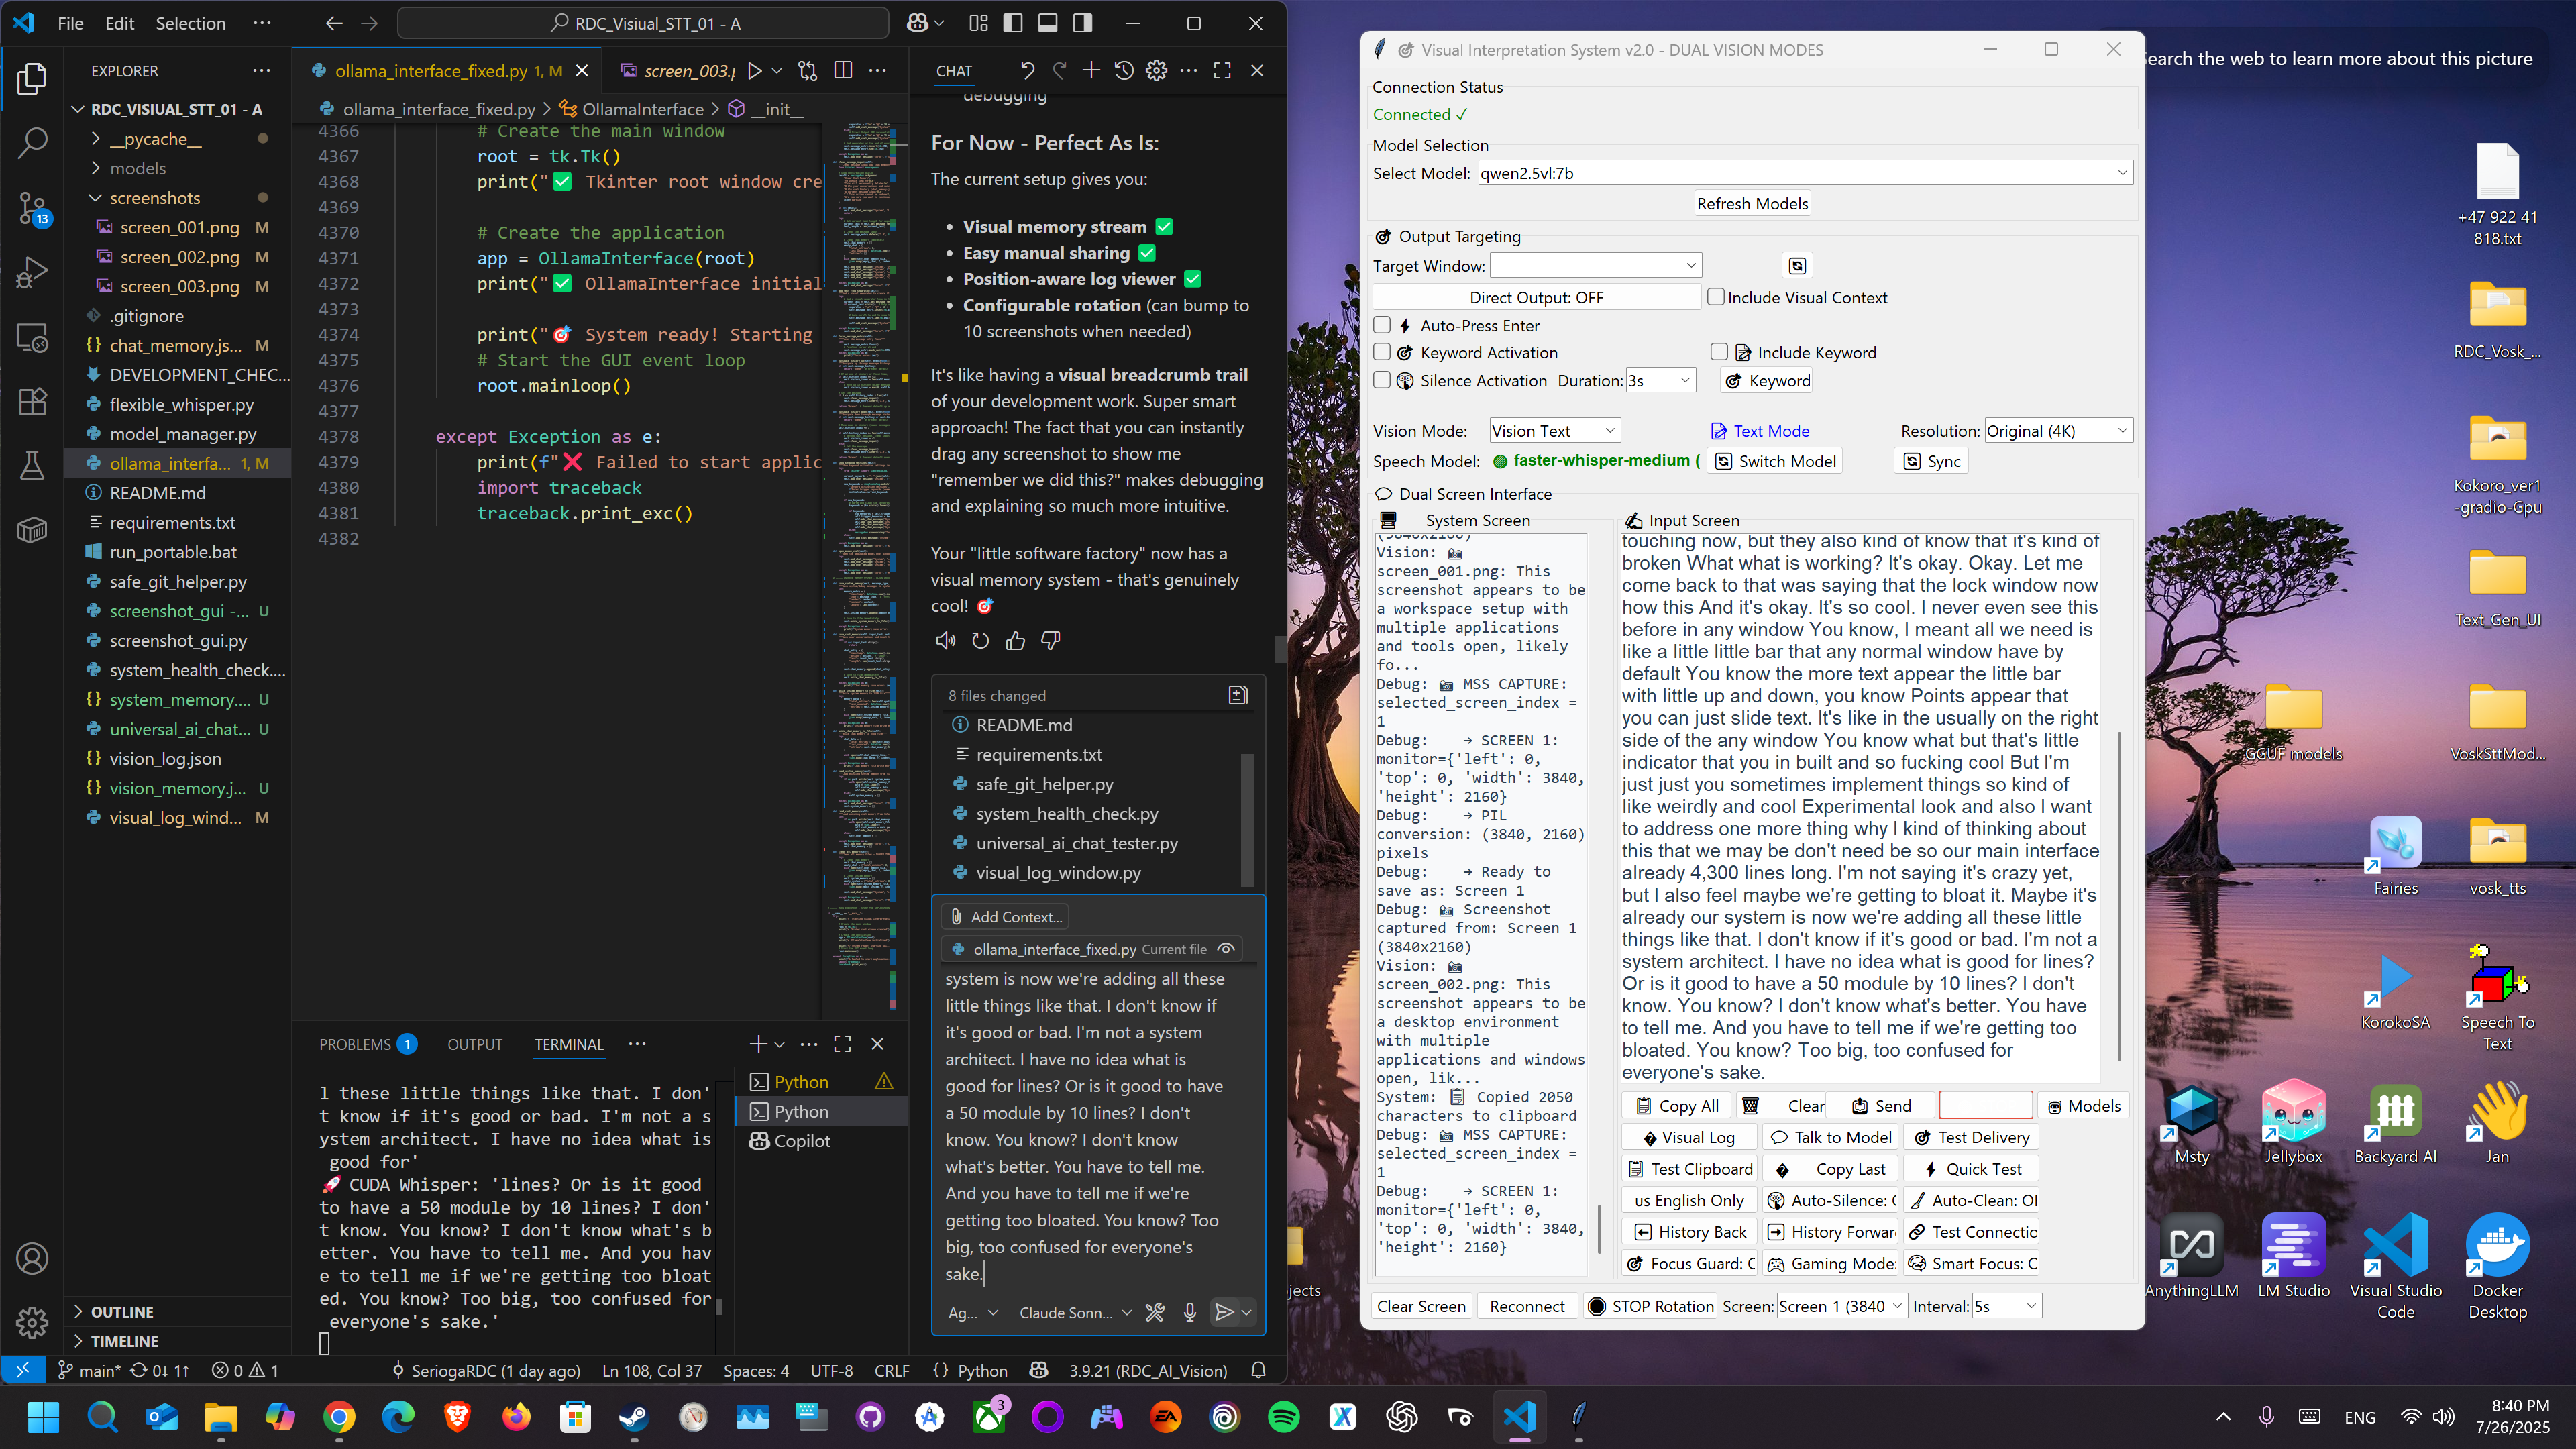 File Edit Selection ··· RDC_Visiual_STT_01 - A
EXPLORER
RDC_VISIUAL_STT_01 - A
__pycache__
models
screenshots
screen_001.png M
screen_002.png M
screen_003.png M
.gitignore
chat_memory.js... M
DEVELOPMENT_CHEC...
flexible_whisper.py
model_manager.py
ollama_interfa... 1, M
README.md
requirements.txt
run_portable.bat
safe_git_helper.py
screenshot_gui -... U
screenshot_gui.py
system_health_check....
system_memory.... U
universal_ai_chat... U
vision_log.json
vision_memory.j... U
visual_log_wind... M
OUTLINE
TIMELINE
ollama_interface_fixed.py 1, M
screen_003.p
ollama_interface_fixed.py > OllamaInterface > __init__
4366 # Create the main window
4367 root = tk.Tk()
4368 print("✅ Tkinter root window cre
4369
4370 # Create the application
4371 app = OllamaInterface(root)
4372 print("✅ OllamaInterface initial
4373
4374 print("🎯 System ready! Starting
4375 # Start the GUI event loop
4376 root.mainloop()
4377
4378 except Exception as e:
4379 print(f"❌ Failed to start applic
4380 import traceback
4381 traceback.print_exc()
4382
PROBLEMS 1 OUTPUT TERMINAL ···
l these little things like that. I don'
t know if it's good or bad. I'm not a s
ystem architect. I have no idea what is
good for'
🚀 CUDA Whisper: 'lines? Or is it good
to have a 50 module by 10 lines? I don'
t know. You know? I don't know what's b
etter. You have to tell me. And you hav
e to tell me if we're getting too bloat
ed. You know? Too big, too confused for
everyone's sake.'
Python
Python
Copilot
CHAT
debugging
For Now - Perfect As Is:
The current setup gives you:
• Visual memory stream ✅
• Easy manual sharing ✅
• Position-aware log viewer ✅
• Configurable rotation (can bump to
10 screenshots when needed)
It's like having a visual breadcrumb trail
of your development work. Super smart
approach! The fact that you can instantly
drag any screenshot to show me
"remember we did this?" makes debugging
and explaining so much more intuitive.
Your "little software factory" now has a
visual memory system - that's genuinely
cool! 🎯
8 files changed
README.md
requirements.txt
safe_git_helper.py
system_health_check.py
universal_ai_chat_tester.py
visual_log_window.py
Add Context...
ollama_interface_fixed.py Current file
system is now we're adding all these
little things like that. I don't know if
it's good or bad. I'm not a system
architect. I have no idea what is
good for lines? Or is it good to have
a 50 module by 10 lines? I don't
know. You know? I don't know
what's better. You have to tell me.
And you have to tell me if we're
getting too bloated. You know? Too
big, too confused for everyone's
sake.
Ag... Claude Sonn...
main* 0↓ 1↑ 0 1 SeriogaRDC (1 day ago) Ln 108, Col 37 Spaces: 4 UTF-8 CRLF Python 3.9.21 (RDC_AI_Vision)
Visual Interpretation System v2.0 - DUAL VISION MODES
Connection Status
Connected ✓
Model Selection
Select Model: qwen2.5vl:7b
Refresh Models
Output Targeting
Target Window:
Direct Output: OFF Include Visual Context
Auto-Press Enter
Keyword Activation Include Keyword
Silence Activation Duration: 3s Keyword
Vision Mode: Vision Text Text Mode Resolution: Original (4K)
Speech Model: faster-whisper-medium ( Switch Model Sync
Dual Screen Interface
System Screen
(3840x2160)
Vision: 📷
screen_001.png: This
screenshot appears to be
a workspace setup with
multiple applications
and tools open, likely
fo...
Debug: 📷 MSS CAPTURE:
selected_screen_index =
1
Debug: → SCREEN 1:
monitor={'left': 0,
'top': 0, 'width': 3840,
'height': 2160}
Debug: → PIL
conversion: (3840, 2160)
pixels
Debug: → Ready to
save as: Screen 1
Debug: 📷 Screenshot
captured from: Screen 1
(3840x2160)
Vision: 📷
screen_002.png: This
screenshot appears to be
a desktop environment
with multiple
applications and windows
open, lik...
System: 📋 Copied 2050
characters to clipboard
Debug: 📷 MSS CAPTURE:
selected_screen_index =
1
Debug: → SCREEN 1:
monitor={'left': 0,
'top': 0, 'width': 3840,
'height': 2160}
Input Screen
touching now, but they also kind of know that it's kind of
broken What what is working? It's okay. Okay. Let me
come back to that was saying that the lock window now
how this And it's okay. It's so cool. I never even see this
before in any window You know, I meant all we need is
like a little little bar that any normal window have by
default You know the more text appear the little bar
with little up and down, you know Points appear that
you can just slide text. It's like in the usually on the right
side of the any window You know what but that's little
indicator that you in built and so fucking cool But I'm
just just you sometimes implement things so kind of
like weirdly and cool Experimental look and also I want
to address one more thing why I kind of thinking about
this that we may be don't need be so our main interface
already 4,300 lines long. I'm not saying it's crazy yet,
but I also feel maybe we're getting to bloat it. Maybe it's
already our system is now we're adding all these little
things like that. I don't know if it's good or bad. I'm not a
system architect. I have no idea what is good for lines?
Or is it good to have a 50 module by 10 lines? I don't
know. You know? I don't know what's better. You have
to tell me. And you have to tell me if we're getting too
bloated. You know? Too big, too confused for
everyone's sake.
Copy All Clear Send Models
Visual Log Talk to Model Test Delivery
Test Clipboard Copy Last Quick Test
us English Only Auto-Silence: Auto-Clean:
History Back History Forwar Test Connectic
Focus Guard: Gaming Mode: Smart Focus:
Clear Screen Reconnect STOP Rotation Screen: Screen 1 (3840 Interval: 5s
Search the web to learn more about this picture
+47 922 41
818.txt
RDC_Vosk_...
Kokoro_ver1
-gradio-Gpu
Text_Gen_UI
GGUF models
VoskSttMod...
Fairies
vosk_tts
KorokoSA
Speech To
Text
Msty
Jellybox
Backyard AI
Jan
AnythingLLM
LM Studio
Visual Studio
Code
Docker
Desktop
jects
13
3
ENG
8:40 PM
7/26/2025